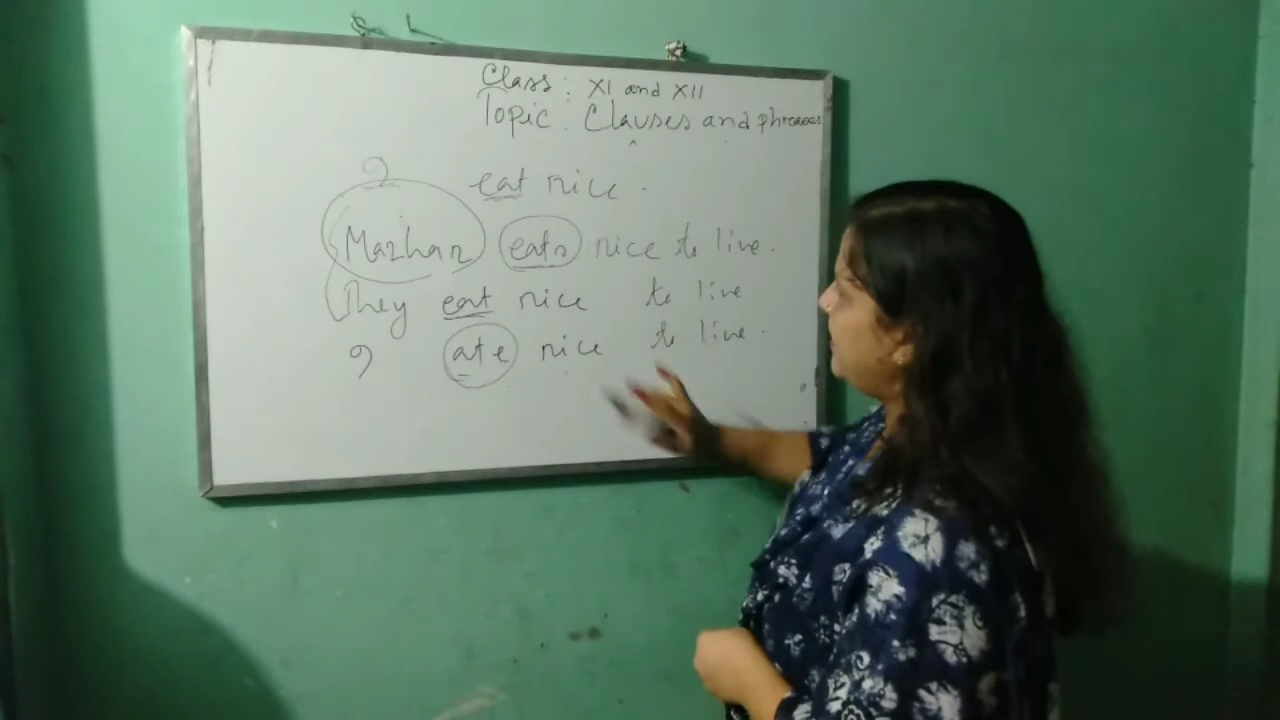 Class : XI and XII
Topic : Clauses and phrases
I eat rice .
Mazhar eats rice to live .
They eat rice to live
I ate rice to live .